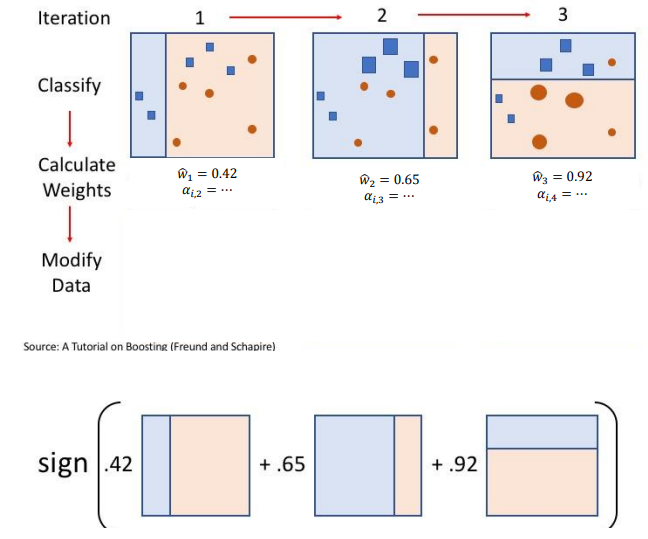 Iteration 1 2 3
Classify
Calculate
Weights
ŵ₁ = 0.42
αᵢ,₂ = ⋯
ŵ₂ = 0.65
αᵢ,₃ = ⋯
ŵ₃ = 0.92
αᵢ,₄ = ⋯
Modify
Data
Source: A Tutorial on Boosting (Freund and Schapire)
sign ( .42 + .65 + .92 )